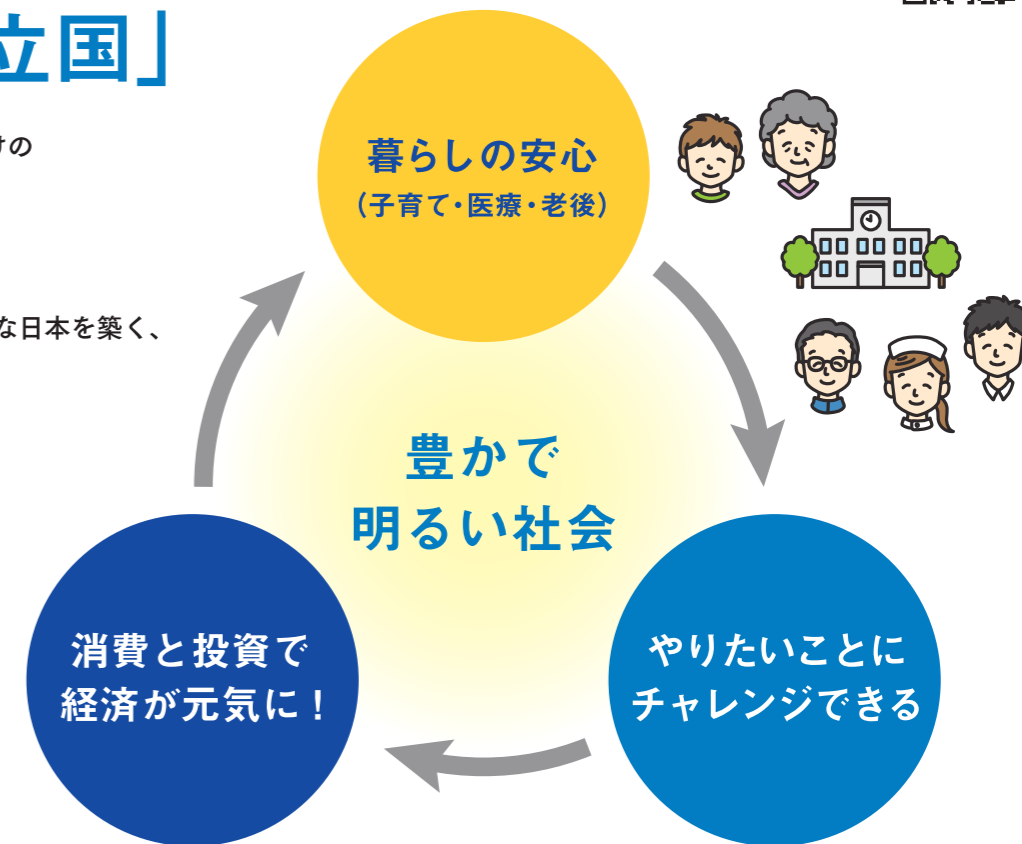 立国」
けの
な日本を築く、
暮らしの安心
（子育て・医療・老後）
豊かで
明るい社会
やりたいことに
チャレンジできる
消費と投資で
経済が元気に！